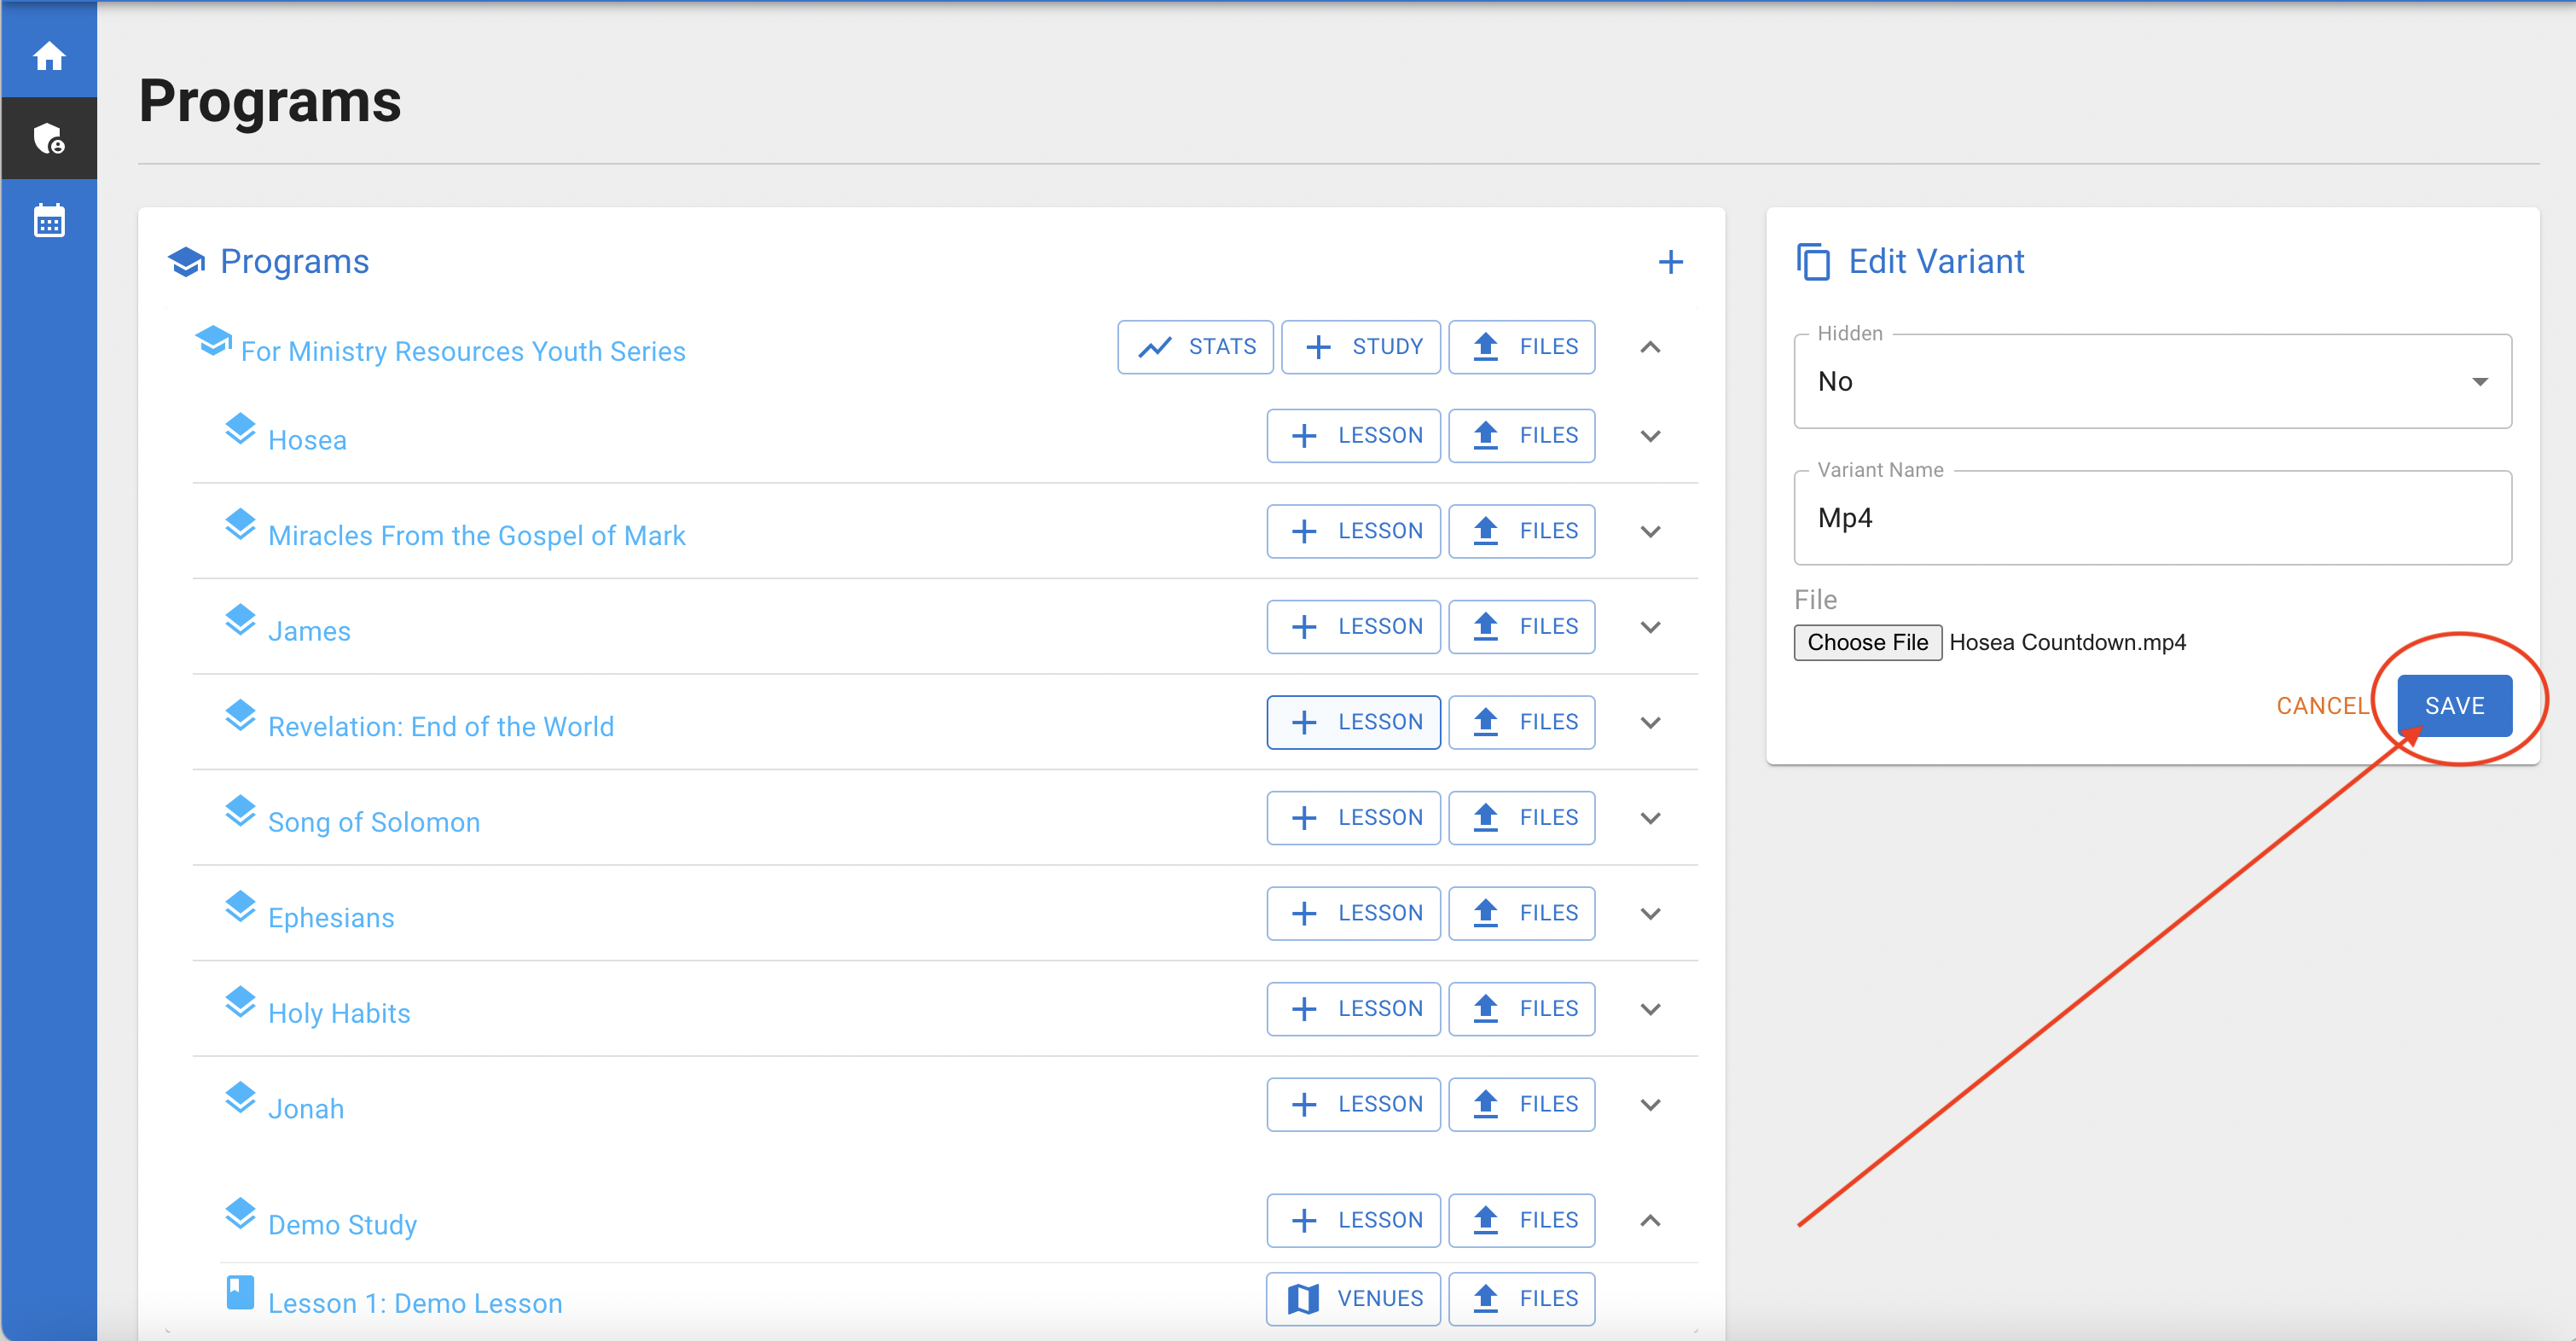 Programs
Programs
For Ministry Resources Youth Series STATS STUDY FILES
Hosea LESSON FILES
Miracles From the Gospel of Mark LESSON FILES
James LESSON FILES
Revelation: End of the World LESSON FILES
Song of Solomon LESSON FILES
Ephesians LESSON FILES
Holy Habits LESSON FILES
Jonah LESSON FILES
Demo Study LESSON FILES
Lesson 1: Demo Lesson VENUES FILES
Edit Variant
Hidden
No
Variant Name
Mp4
File
Choose File Hosea Countdown.mp4
CANCEL SAVE